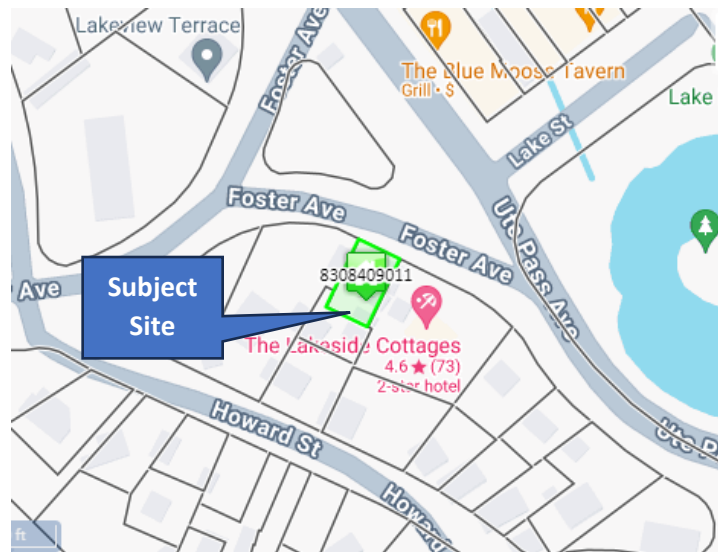 Lakeview Terrace
Foster Ave
The Blue Moose Tavern
Grill • $
Lake
Lake St
Foster Ave
Foster Ave
Ute Pass Ave
8308409011
Ave
Subject
Site
The Lakeside Cottages
4.6 ★ (73)
2-star hotel
Howard St
Ute P
Howard
ft